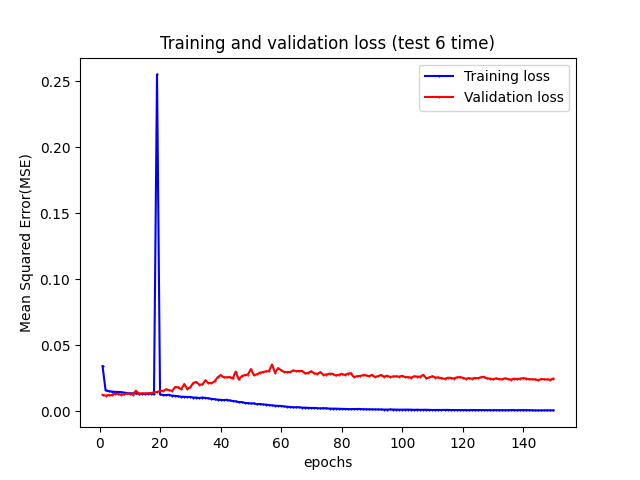 Training and validation loss (test 6 time)
Training loss
Validation loss
Mean Squared Error(MSE)
0.25
0.20
0.15
0.10
0.05
0.00
0 20 40 60 80 100 120 140
epochs